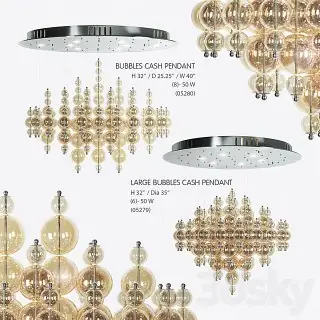 BUBBLES CASH PENDANT
H 32" / D 25.25" / W 40"
(8)- 50 W
(05280)
LARGE BUBBLES CASH PENDANT
H 32" / Dia 35"
(6)- 50 W
(05279)
3dsky